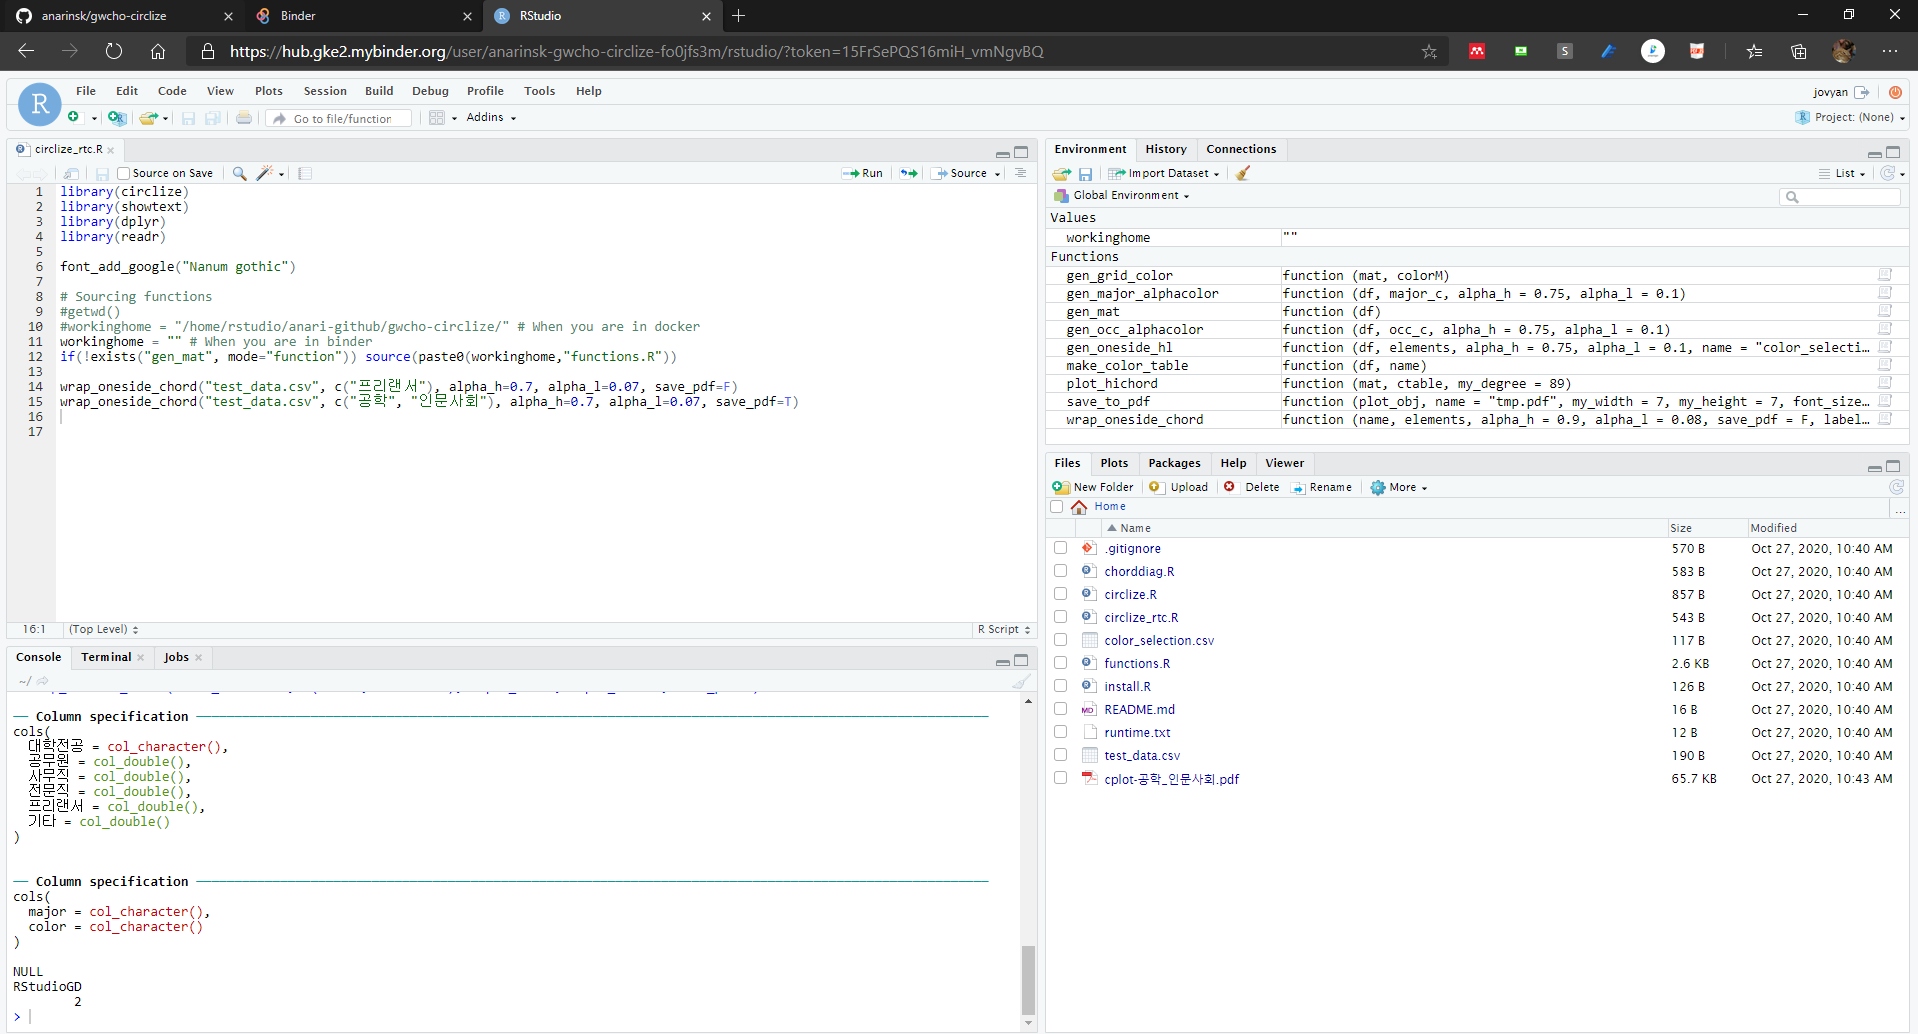 anarinsk/gwcho-circlize
Binder
RStudio
https://hub.gke2.mybinder.org/user/anarinsk-gwcho-circlize-fo0jfs3m/rstudio/?token=15FrSePQS16miH_vmNgvBQ
File Edit Code View Plots Session Build Debug Profile Tools Help
jovyan
Go to file/function
Addins
Project: (None)
circlize_rtc.R
Source on Save
Run
Source
1 library(circlize)
2 library(showtext)
3 library(dplyr)
4 library(readr)
5
6 font_add_google("Nanum gothic")
7
8 # Sourcing functions
9 #getwd()
10 #workinghome = "/home/rstudio/anari-github/gwcho-circlize/" # When you are in docker
11 workinghome = "" # When you are in binder
12 if(!exists("gen_mat", mode="function")) source(paste0(workinghome,"functions.R"))
13
14 wrap_oneside_chord("test_data.csv", c("프리랜서"), alpha_h=0.7, alpha_l=0.07, save_pdf=F)
15 wrap_oneside_chord("test_data.csv", c("공학", "인문사회"), alpha_h=0.7, alpha_l=0.07, save_pdf=T)
16
17
16:1 (Top Level)
R Script
Console Terminal Jobs
~/
Column specification
cols(
대학전공 = col_character(),
공무원 = col_double(),
사무직 = col_double(),
전문직 = col_double(),
프리랜서 = col_double(),
기타 = col_double()
)
Column specification
cols(
major = col_character(),
color = col_character()
)
NULL
RStudioGD
2
>
Environment History Connections
Import Dataset
List
Global Environment
Values
workinghome ""
Functions
gen_grid_color function (mat, colorM)
gen_major_alphacolor function (df, major_c, alpha_h = 0.75, alpha_l = 0.1)
gen_mat function (df)
gen_occ_alphacolor function (df, occ_c, alpha_h = 0.75, alpha_l = 0.1)
gen_oneside_hl function (df, elements, alpha_h = 0.75, alpha_l = 0.1, name = "color_selecti…
make_color_table function (df, name)
plot_hichord function (mat, ctable, my_degree = 89)
save_to_pdf function (plot_obj, name = "tmp.pdf", my_width = 7, my_height = 7, font_size…
wrap_oneside_chord function (name, elements, alpha_h = 0.9, alpha_l = 0.08, save_pdf = F, label…
Files Plots Packages Help Viewer
New Folder Upload Delete Rename More
Home
...
Name Size Modified
.gitignore 570 B Oct 27, 2020, 10:40 AM
chorddiag.R 583 B Oct 27, 2020, 10:40 AM
circlize.R 857 B Oct 27, 2020, 10:40 AM
circlize_rtc.R 543 B Oct 27, 2020, 10:40 AM
color_selection.csv 117 B Oct 27, 2020, 10:40 AM
functions.R 2.6 KB Oct 27, 2020, 10:40 AM
install.R 126 B Oct 27, 2020, 10:40 AM
README.md 16 B Oct 27, 2020, 10:40 AM
runtime.txt 12 B Oct 27, 2020, 10:40 AM
test_data.csv 190 B Oct 27, 2020, 10:40 AM
cplot-공학_인문사회.pdf 65.7 KB Oct 27, 2020, 10:43 AM